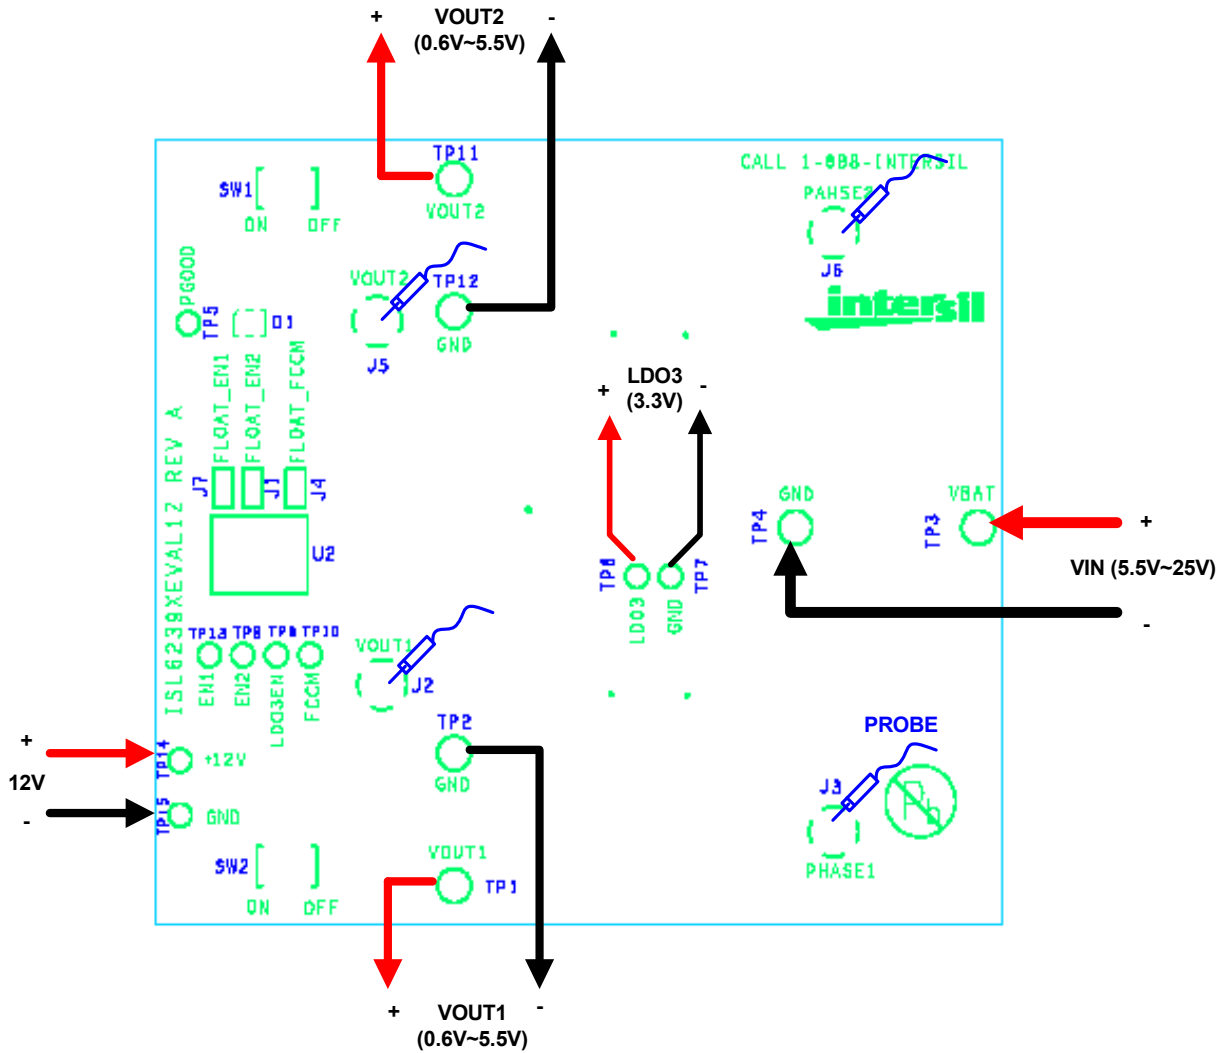 + VOUT2 -
(0.6V~5.5V)
TP11
VOUT2
SW1
ON OFF
CALL 1-888-INTERSIL
PAHSE2
J6
intersil
PGOOD
TP5
D1
VOUT2
J5
TP12
GND
FLOAT_EN1
FLOAT_EN2
FLOAT_FCCM
J7
J1
J4
U2
ISL6239XEVAL1Z REV A
+ LDO3 -
(3.3V)
TP6
LDO3
GND
TP7
GND
TP4
VBAT
TP3
+
VIN (5.5V~25V)
-
TP13 TP8 TP9 TP10
EN1
EN2
LDO3EN
FCCM
VOUT1
J2
TP2
GND
+
12V
-
TP14
+12V
TP15
GND
SW2
ON OFF
VOUT1
TP1
PROBE
J3
Pb
PHASE1
+ VOUT1 -
(0.6V~5.5V)